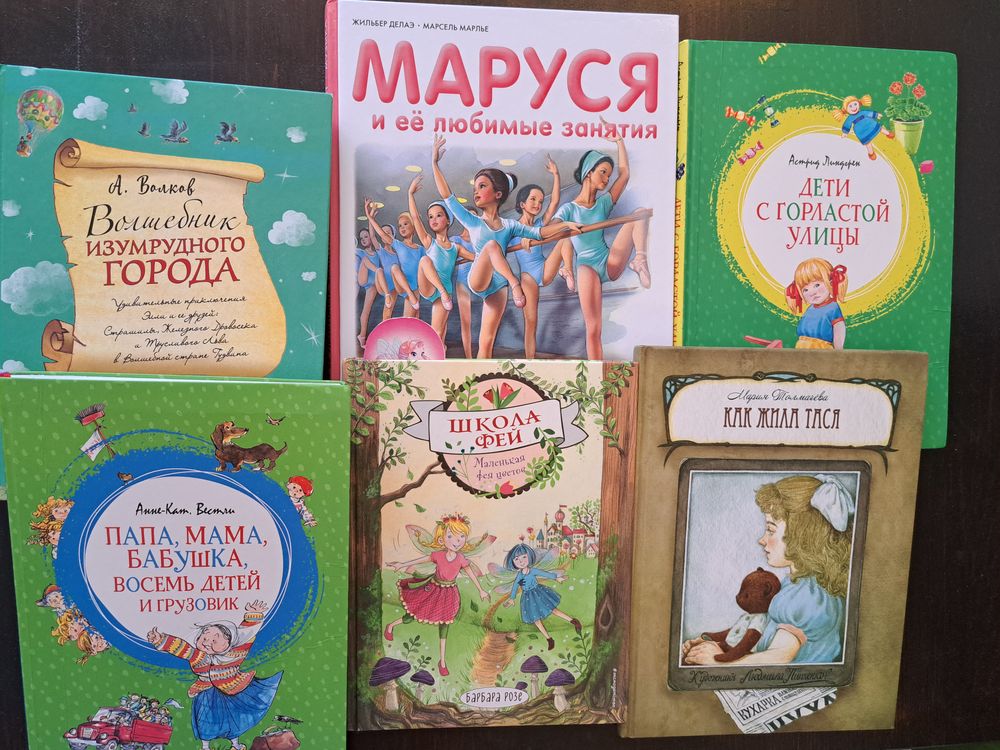 А. Волков
Волшебник
ИЗУМРУДНОГО
ГОРОДА
Удивительные приключения
Элли и ее друзей:
Страшилы, Железного Дровосека
и Трусливого Льва
в Волшебной стране Гудвина
ЖИЛЬБЕР ДЕЛАЭ • МАРСЕЛЬ МАРЛЬЕ
МАРУСЯ
и её любимые занятия
Астрид Линдгрен
ДЕТИ
С ГОРЛАСТОЙ
УЛИЦЫ
Анне-Кат. Вестли
ПАПА, МАМА,
БАБУШКА,
ВОСЕМЬ ДЕТЕЙ
И ГРУЗОВИК
ШКОЛА
ФЕЙ
Маленькая
фея цветов
БАРБАРА РОЗЕ
Мария Толмачёва
КАК ЖИЛА ТАСЯ
Художник Людмила Пипченко
КУХАРКА